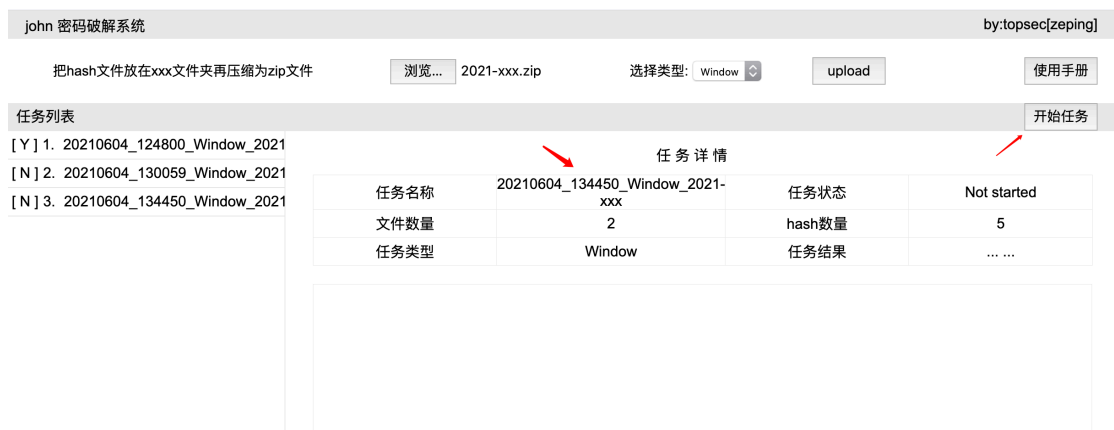 john 密码破解系统 by:topsec[zeping]
把hash文件放在xxx文件夹再压缩为zip文件 浏览... 2021-xxx.zip 选择类型: Window upload 使用手册
任务列表 开始任务
[ Y ] 1. 20210604_124800_Window_2021
[ N ] 2. 20210604_130059_Window_2021
[ N ] 3. 20210604_134450_Window_2021
任 务 详 情
任务名称 20210604_134450_Window_2021-xxx 任务状态 Not started
文件数量 2 hash数量 5
任务类型 Window 任务结果 ... ...